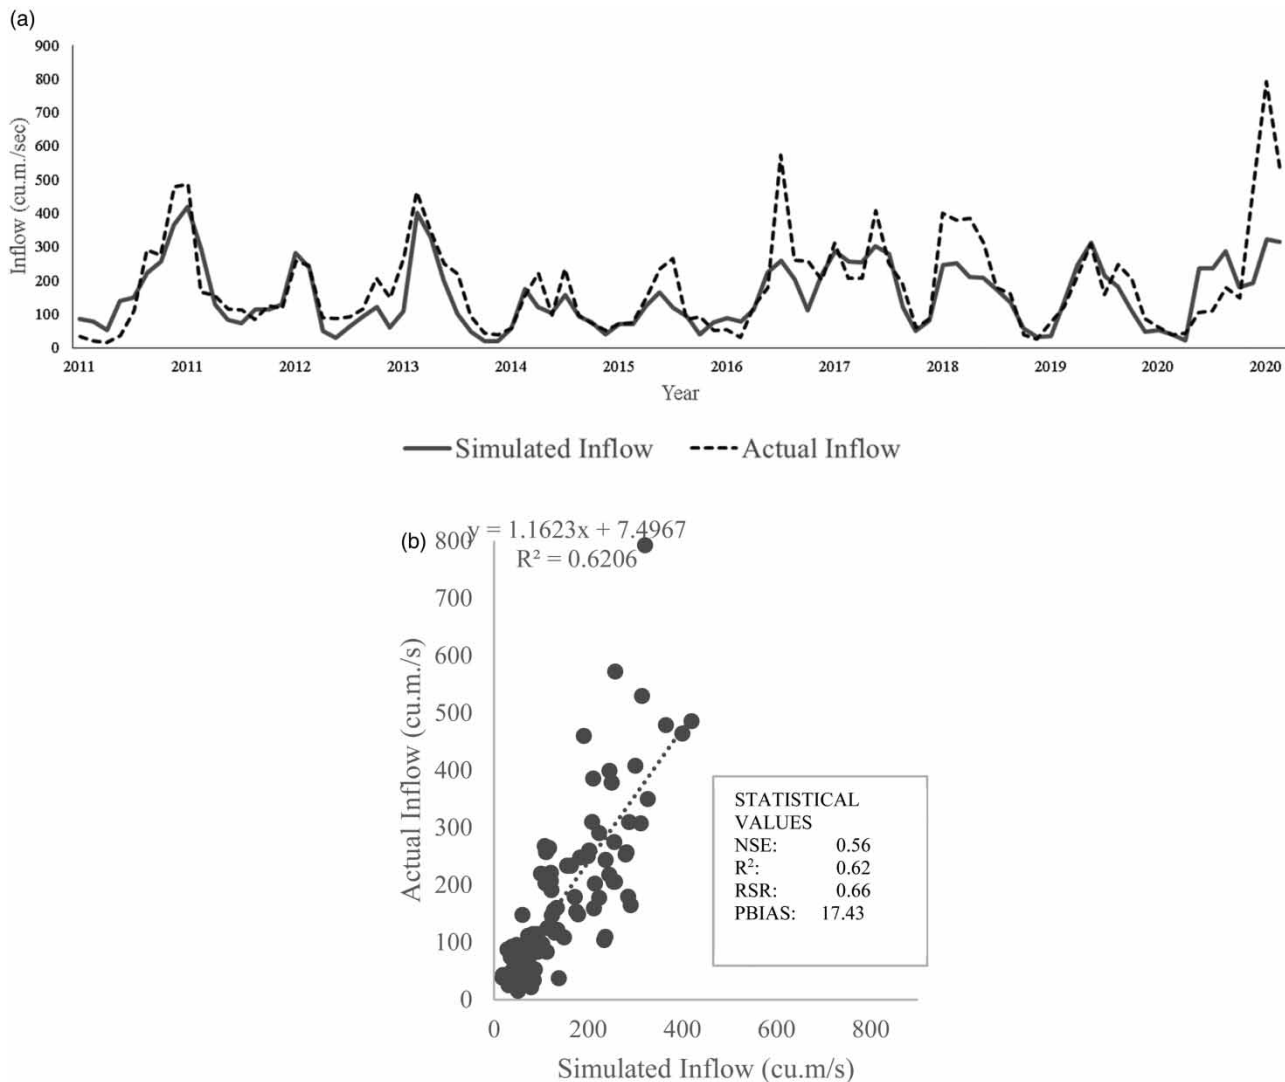 (a)
900
800
700
600
500
400
300
200
100
0
Inflow (cu.m./sec)
2011 2011 2012 2013 2014 2015 2016 2017 2018 2019 2020 2020
Year
Simulated Inflow Actual Inflow
(b)
y = 1.1623x + 7.4967
R² = 0.6206
800
700
600
500
400
300
200
100
0
Actual Inflow (cu.m./s)
STATISTICAL
VALUES
NSE: 0.56
R²: 0.62
RSR: 0.66
PBIAS: 17.43
0 200 400 600 800
Simulated Inflow (cu.m/s)